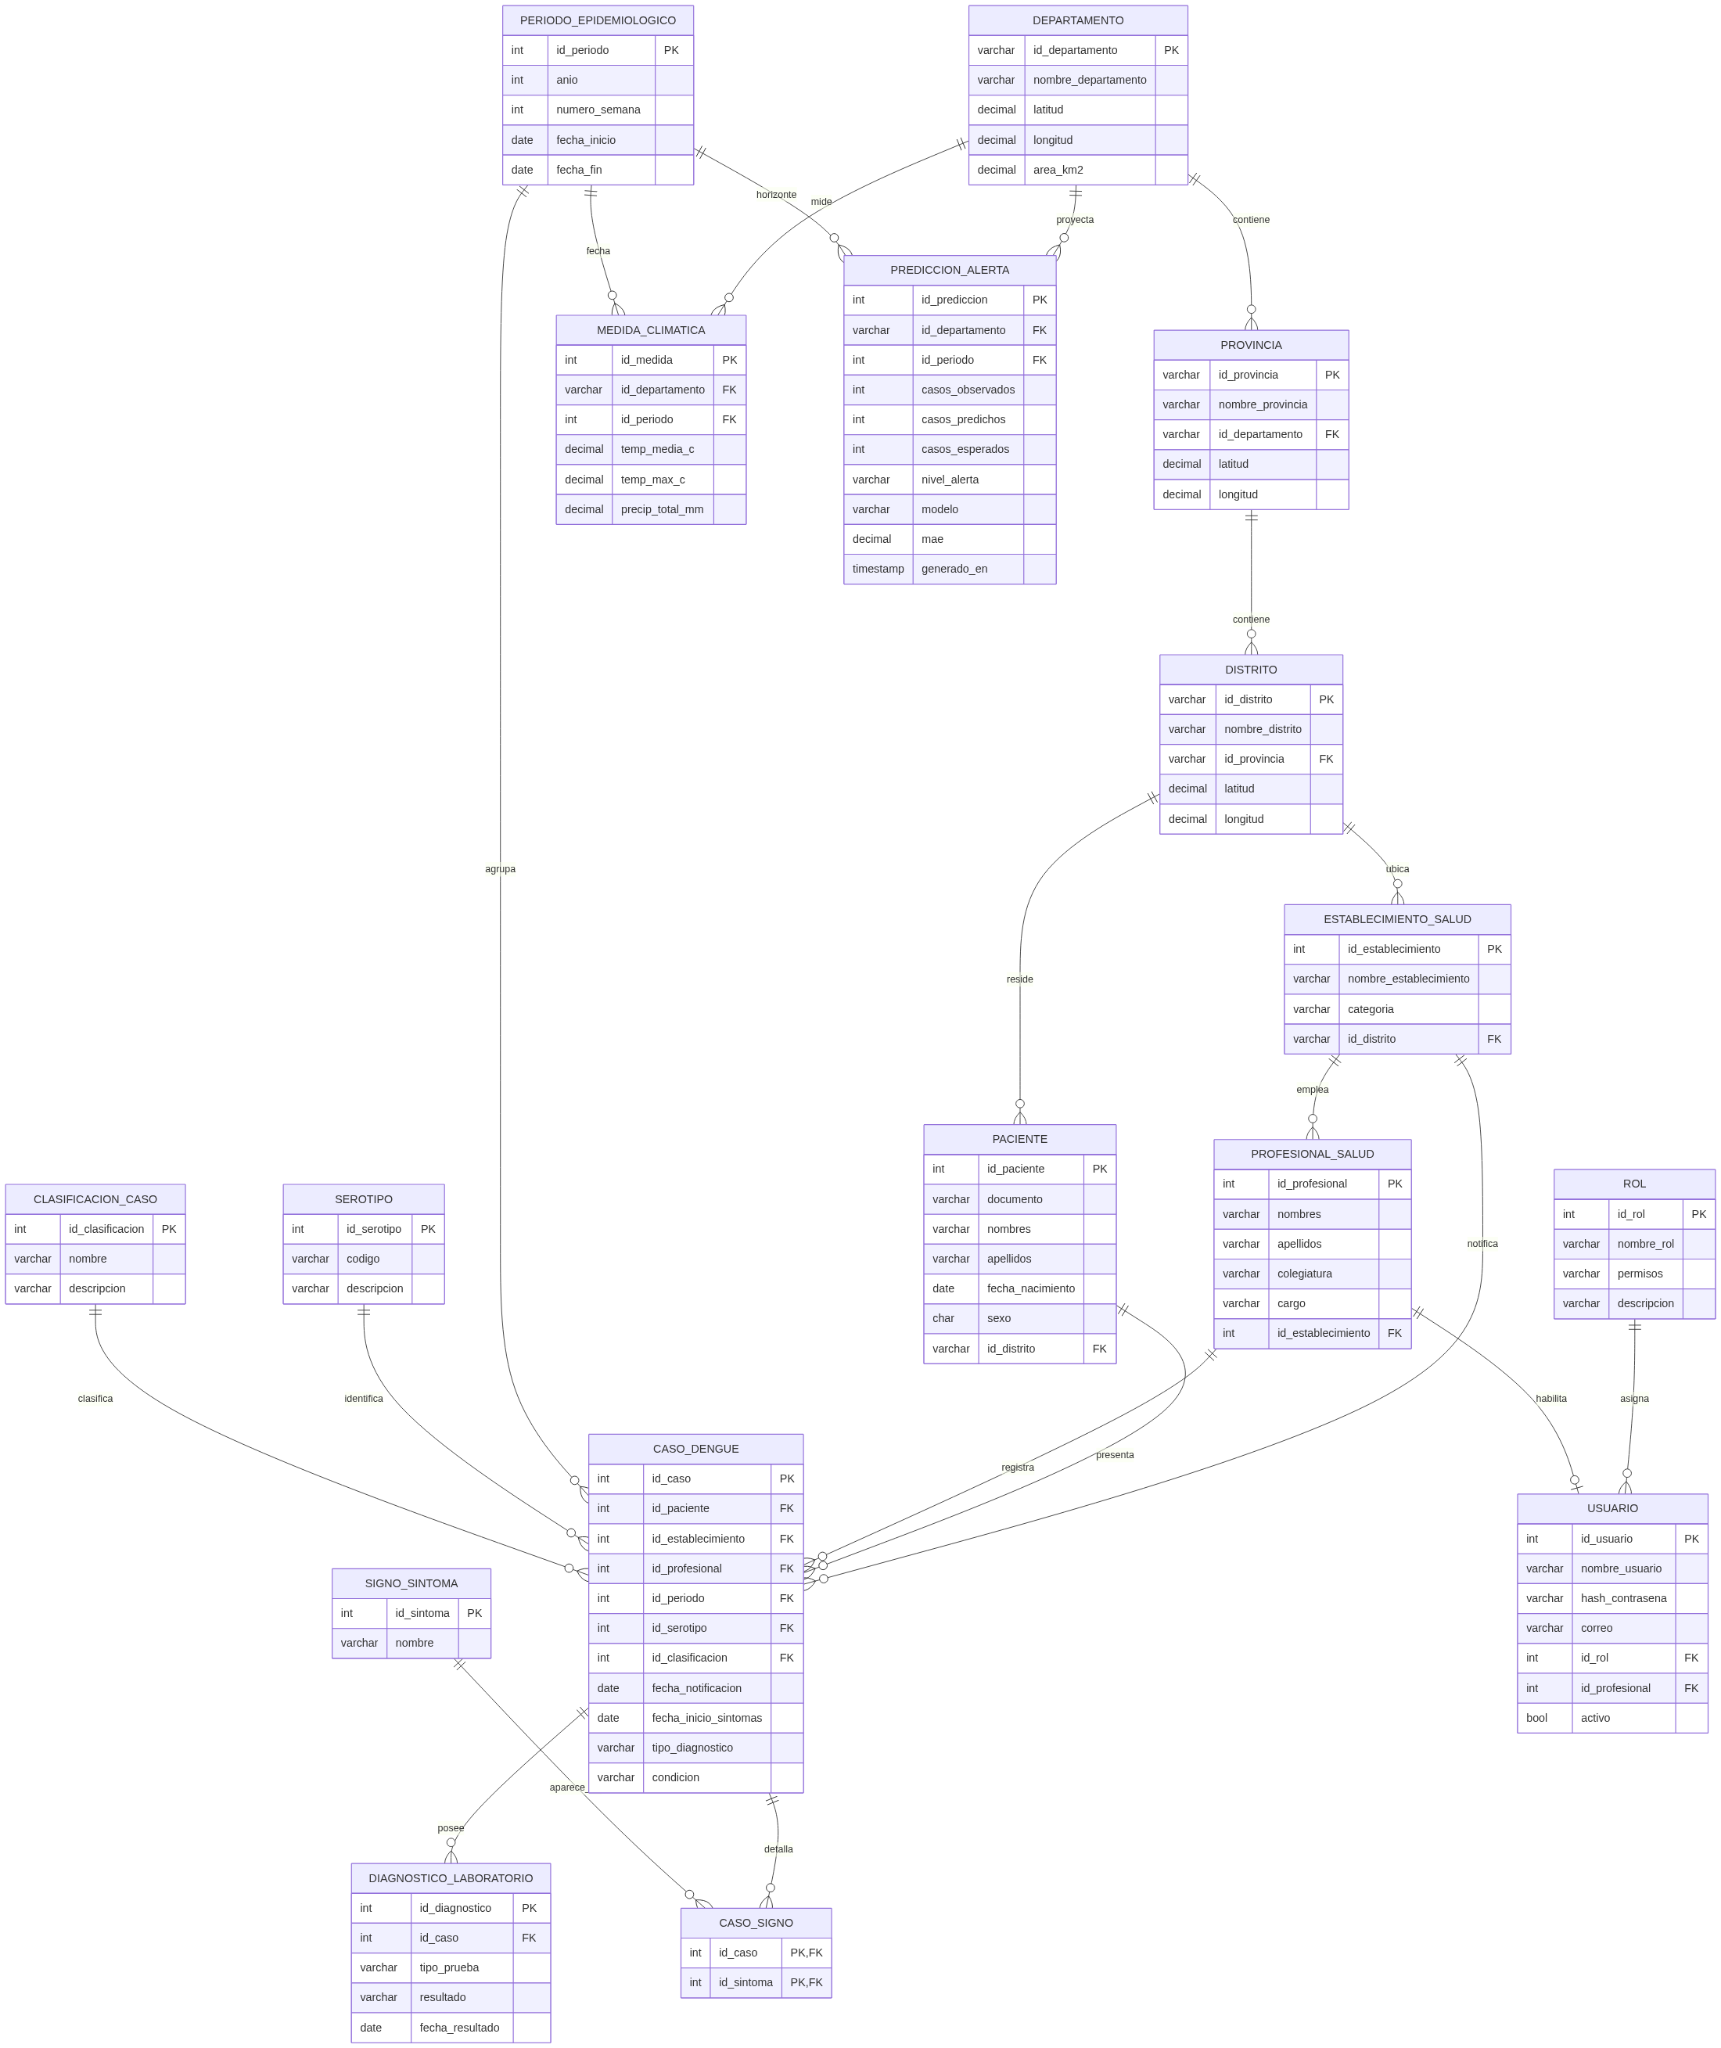 PERIODO_EPIDEMIOLOGICO
int id_periodo PK
int anio
int numero_semana
date fecha_inicio
date fecha_fin
DEPARTAMENTO
varchar id_departamento PK
varchar nombre_departamento
decimal latitud
decimal longitud
decimal area_km2
horizonte
mide
proyecta
contiene
fecha
MEDIDA_CLIMATICA
int id_medida PK
varchar id_departamento FK
int id_periodo FK
decimal temp_media_c
decimal temp_max_c
decimal precip_total_mm
PREDICCION_ALERTA
int id_prediccion PK
varchar id_departamento FK
int id_periodo FK
int casos_observados
int casos_predichos
int casos_esperados
varchar nivel_alerta
varchar modelo
decimal mae
timestamp generado_en
PROVINCIA
varchar id_provincia PK
varchar nombre_provincia
varchar id_departamento FK
decimal latitud
decimal longitud
contiene
DISTRITO
varchar id_distrito PK
varchar nombre_distrito
varchar id_provincia FK
decimal latitud
decimal longitud
agrupa
ubica
reside
ESTABLECIMIENTO_SALUD
int id_establecimiento PK
varchar nombre_establecimiento
varchar categoria
varchar id_distrito FK
emplea
notifica
PACIENTE
int id_paciente PK
varchar documento
varchar nombres
varchar apellidos
date fecha_nacimiento
char sexo
varchar id_distrito FK
PROFESIONAL_SALUD
int id_profesional PK
varchar nombres
varchar apellidos
varchar colegiatura
varchar cargo
int id_establecimiento FK
ROL
int id_rol PK
varchar nombre_rol
varchar permisos
varchar descripcion
CLASIFICACION_CASO
int id_clasificacion PK
varchar nombre
varchar descripcion
SEROTIPO
int id_serotipo PK
varchar codigo
varchar descripcion
clasifica
identifica
registra
presenta
habilita
asigna
CASO_DENGUE
int id_caso PK
int id_paciente FK
int id_establecimiento FK
int id_profesional FK
int id_periodo FK
int id_serotipo FK
int id_clasificacion FK
date fecha_notificacion
date fecha_inicio_sintomas
varchar tipo_diagnostico
varchar condicion
SIGNO_SINTOMA
int id_sintoma PK
varchar nombre
USUARIO
int id_usuario PK
varchar nombre_usuario
varchar hash_contrasena
varchar correo
int id_rol FK
int id_profesional FK
bool activo
aparece
posee
detalla
DIAGNOSTICO_LABORATORIO
int id_diagnostico PK
int id_caso FK
varchar tipo_prueba
varchar resultado
date fecha_resultado
CASO_SIGNO
int id_caso PK,FK
int id_sintoma PK,FK